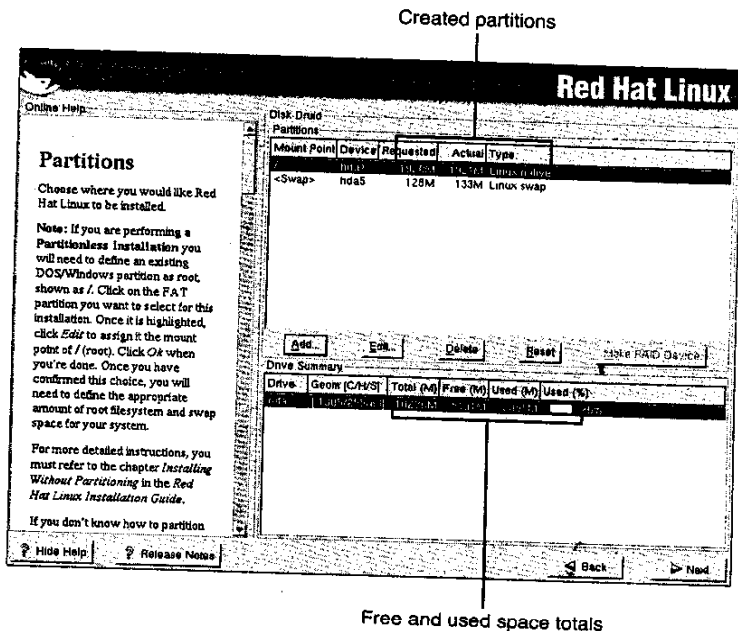 Created partitions
Red Hat Linux
Online Help
Disk Druid
Partitions
Partitions
Mount Point Device Requested Actual Type
/ Linux native
<Swap> hda5 128M 133M Linux swap
Choose where you would like Red
Hat Linux to be installed.
Note: If you are performing a
Partitionless Installation you
will need to define an existing
DOS/Windows partition as root,
shown as /. Click on the FAT
partition you want to select for this
installation. Once it is highlighted,
click Edit to assign it the mount
point of / (root). Click Ok when
you're done. Once you have
confirmed this choice, you will
need to define the appropriate
amount of root filesystem and swap
space for your system.
For more detailed instructions, you
must refer to the chapter Installing
Without Partitioning in the Red
Hat Linux Installation Guide.
If you don't know how to partition
Add... Edit... Delete Reset Make RAID Device
Drive Summary
Drive Geom [C/H/S] Total (M) Free (M) Used (M) Used (%)
? Hide Help ? Release Notes
Back Next
Free and used space totals